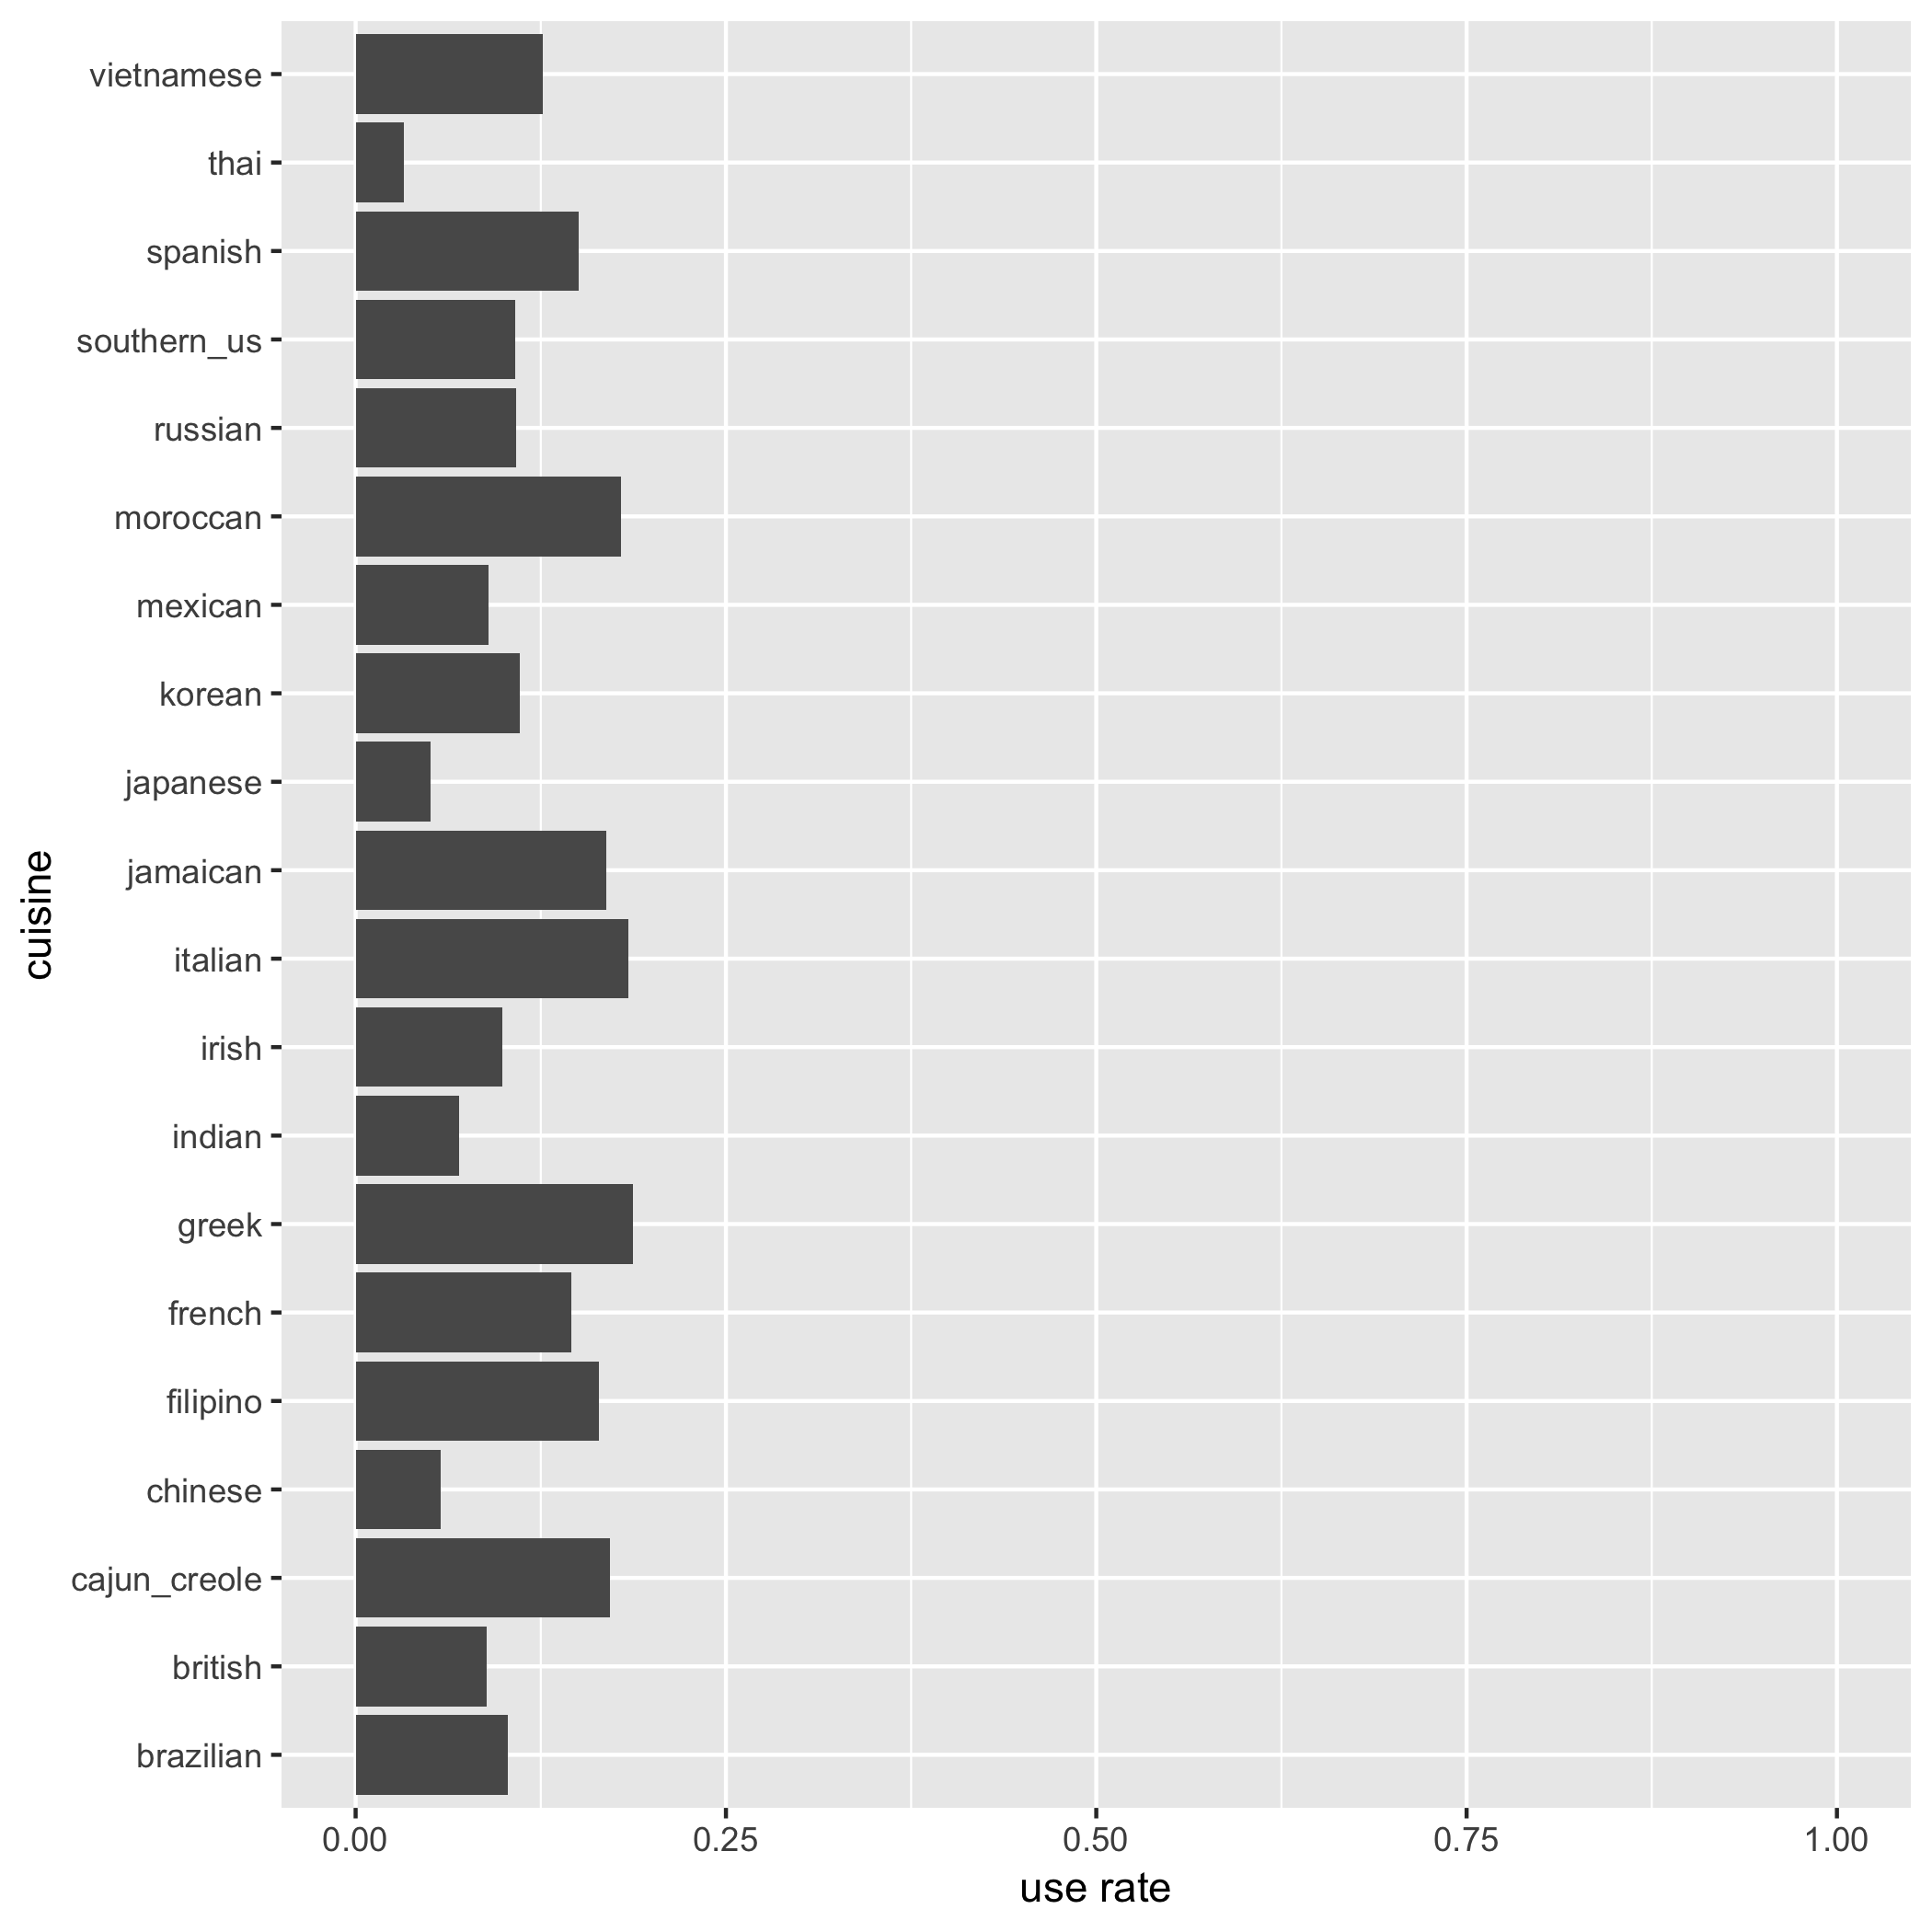 vietnamese
thai
spanish
southern_us
russian
moroccan
mexican
korean
japanese
jamaican
italian
irish
indian
greek
french
filipino
chinese
cajun_creole
british
brazilian
cuisine
0.00 0.25 0.50 0.75 1.00
use rate